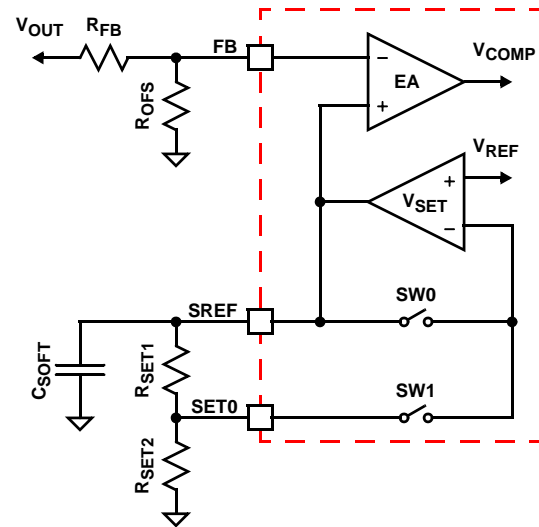 VOUT
RFB
FB
VCOMP
−
EA
+
ROFS
VREF
+
VSET
−
SREF
SW0
CSOFT
RSET1
SET0
SW1
RSET2